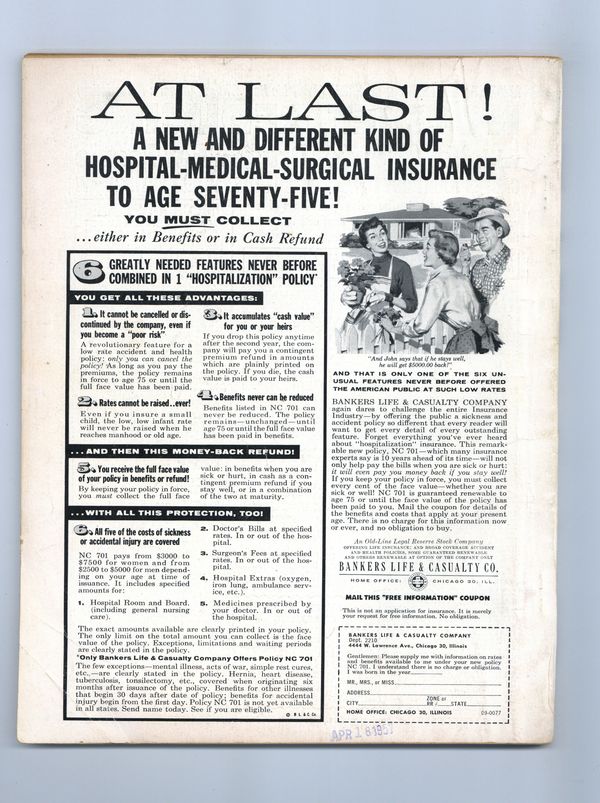 AT LAST!
A NEW AND DIFFERENT KIND OF
HOSPITAL-MEDICAL-SURGICAL INSURANCE
TO AGE SEVENTY-FIVE!
YOU MUST COLLECT
...either in Benefits or in Cash Refund
6 GREATLY NEEDED FEATURES NEVER BEFORE
COMBINED IN 1 "HOSPITALIZATION" POLICY*
YOU GET ALL THESE ADVANTAGES:
1. It cannot be cancelled or dis-
continued by the company, even if
you become a "poor risk"
A revolutionary feature for a
low rate accident and health
policy: only you can cancel the
policy! As long as you pay the
premiums, the policy remains
in force to age 75 or until the
full face value has been paid.
2. Rates cannot be raised..ever!
Even if you insure a small
child, the low, low infant rate
will never be raised when he
reaches manhood or old age.
3. It accumulates "cash value"
for you or your heirs
If you drop this policy anytime
after the second year, the com-
pany will pay you a contingent
premium refund in amounts
which are plainly printed on
the policy. If you die, the cash
value is paid to your heirs.
4. Benefits never can be reduced
Benefits listed in NC 701 can
never be reduced. The policy
remains—unchanged—until
age 75 or until the full face value
has been paid in benefits.
...AND THEN THIS MONEY-BACK REFUND!
5. You receive the full face value
of your policy in benefits or refund!
By keeping your policy in force,
you must collect the full face
value: in benefits when you are
sick or hurt, in cash as a con-
tingent premium refund if you
stay well, or in a combination
of the two at maturity.
...WITH ALL THIS PROTECTION, TOO!
6. All five of the costs of sickness
or accidental injury are covered
NC 701 pays from $3000 to
$7500 for women and from
$2500 to $5000 for men depend-
ing on your age at time of
issuance. It includes specified
amounts for:
1. Hospital Room and Board.
(including general nursing
care).
2. Doctor's Bills at specified
rates. In or out of the hos-
pital.
3. Surgeon's Fees at specified
rates. In or out of the hos-
pital.
4. Hospital Extras (oxygen,
iron lung, ambulance serv-
ice, etc.).
5. Medicines prescribed by
your doctor. In or out of
the hospital.
The exact amounts available are clearly printed in your policy.
The only limit on the total amount you can collect is the face
value of the policy. Exceptions, limitations and waiting periods
are clearly stated in the policy.
*Only Bankers Life & Casualty Company Offers Policy NC 701
The few exceptions—mental illness, acts of war, simple rest cures,
etc.,—are clearly stated in the policy. Hernia, heart disease,
tuberculosis, tonsilectomy, etc., covered when originating six
months after issuance of the policy. Benefits for other illnesses
that begin 30 days after date of policy; benefits for accidental
injury begin from the first day. Policy NC 701 is not yet available
in all states. Send name today. See if you are eligible.
© B L & C Co
"And John says that if he stays well,
he will get $5000.00 back!"
AND THAT IS ONLY ONE OF THE SIX UN-
USUAL FEATURES NEVER BEFORE OFFERED
THE AMERICAN PUBLIC AT SUCH LOW RATES
BANKERS LIFE & CASUALTY COMPANY
again dares to challenge the entire Insurance
Industry—by offering the public a sickness and
accident policy so different that every reader will
want to get every detail of every outstanding
feature. Forget everything you've ever heard
about "hospitalization" insurance. This remark-
able new policy, NC 701—which many insurance
experts say is 10 years ahead of its time—will not
only help pay the bills when you are sick or hurt:
it will even pay you money back if you stay well!
If you keep your policy in force, you must collect
every cent of the face value—whether you are
sick or well! NC 701 is guaranteed renewable to
age 75 or until the face value of the policy has
been paid to you. Mail the coupon for details of
the benefits and costs that apply at your present
age. There is no charge for this information now
or ever, and no obligation to buy.
An Old-Line Legal Reserve Stock Company
OFFERING LIFE INSURANCE; AND BROAD COVERAGE ACCIDENT
AND HEALTH POLICIES, SOME GUARANTEED RENEWABLE
AND OTHERS RENEWABLE AT OPTION OF THE COMPANY ONLY
BANKERS LIFE & CASUALTY CO.
HOME OFFICE: CHICAGO 30, ILL.
MAIL THIS "FREE INFORMATION" COUPON
This is not an application for insurance. It is merely
your request for free information. No obligation.
BANKERS LIFE & CASUALTY COMPANY
Dept. 2210
4444 W. Lawrence Ave., Chicago 30, Illinois
Gentlemen: Please supply me with information on rates
and benefits available to me under your new policy
NC 701. I understand there is no charge or obligation.
I was born in the year
MR., MRS., or MISS
ADDRESS
CITY ZONE or RR STATE
HOME OFFICE: CHICAGO 30, ILLINOIS 09-0077
APR 18